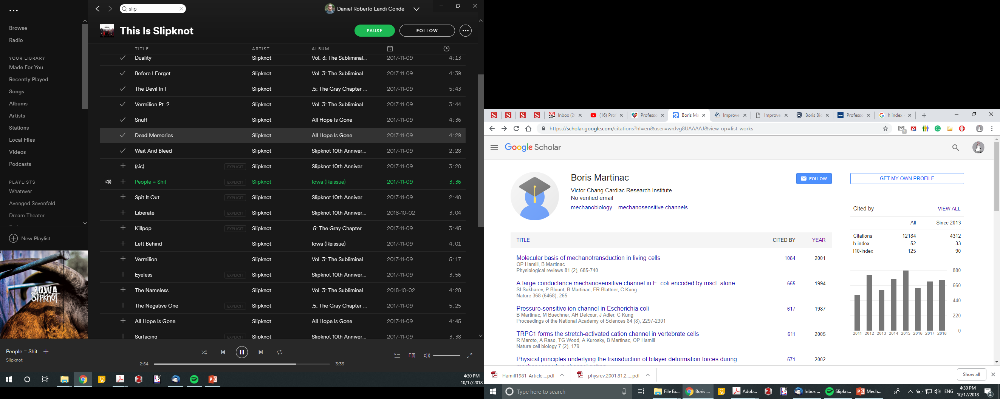 slip
Daniel Roberto Landi Conde
Browse
Radio
YOUR LIBRARY
Made For You
Recently Played
Songs
Albums
Artists
Stations
Local Files
Videos
Podcasts
PLAYLISTS
Whatever
Avenged Sevenfold
Dream Theater
New Playlist
IOWA
Slipknot
This Is Slipknot
PAUSE
FOLLOW
TITLE ARTIST ALBUM
Duality Slipknot Vol. 3: The Subliminal... 2017-11-09 4:13
Before I Forget Slipknot Vol. 3: The Subliminal... 2017-11-09 4:39
The Devil In I Slipknot .5: The Gray Chapter ... 2017-11-09 5:43
Vermilion Pt. 2 Slipknot Vol. 3: The Subliminal... 2017-11-09 3:44
Snuff Slipknot All Hope Is Gone 2017-11-09 4:36
Dead Memories Slipknot All Hope Is Gone 2017-11-09 4:29
Wait And Bleed Slipknot Slipknot 10th Anniver... 2017-11-09 2:28
(sic) EXPLICIT Slipknot Slipknot 10th Anniver... 2017-11-09 3:20
People = Shit EXPLICIT Slipknot Iowa (Reissue) 2017-11-09 3:36
Spit It Out EXPLICIT Slipknot Slipknot 10th Anniver... 2017-11-09 2:40
Liberate EXPLICIT Slipknot Slipknot 10th Anniver... 2018-10-02 3:04
Killpop EXPLICIT Slipknot .5: The Gray Chapter ... 2017-11-09 3:45
Left Behind Slipknot Iowa (Reissue) 2017-11-09 4:01
Vermilion Slipknot Vol. 3: The Subliminal... 2017-11-09 5:17
Eyeless EXPLICIT Slipknot Slipknot 10th Anniver... 2017-11-09 3:56
The Nameless Slipknot Vol. 3: The Subliminal... 2018-10-02 4:28
The Negative One EXPLICIT Slipknot .5: The Gray Chapter ... 2017-11-09 5:25
All Hope Is Gone Slipknot All Hope Is Gone 2017-11-09 4:45
Surfacing EXPLICIT Slipknot Slipknot 10th Anniver... 2017-11-09 3:38
People = Shit
Slipknot
2:54 3:35
4:30 PM
10/17/2018
Inbox (2 (16) Prof Professo Boris Ma Improve Improve Boris Bio Professo h index
https://scholar.google.com/citations?hl=en&user=wnJvg8UAAAAJ&view_op=list_works
Google Scholar
Boris Martinac
Victor Chang Cardiac Research Institute
No verified email
mechanobiology mechanosensitive channels
FOLLOW
GET MY OWN PROFILE
TITLE CITED BY YEAR
Molecular basis of mechanotransduction in living cells 1084 2001
OP Hamill, B Martinac
Physiological reviews 81 (2), 685-740
A large-conductance mechanosensitive channel in E. coli encoded by mscL alone 655 1994
SI Sukharev, P Blount, B Martinac, FR Blattner, C Kung
Nature 368 (6468), 265
Pressure-sensitive ion channel in Escherichia coli 617 1987
B Martinac, M Buechner, AH Delcour, J Adler, C Kung
Proceedings of the National Academy of Sciences 84 (8), 2297-2301
TRPC1 forms the stretch-activated cation channel in vertebrate cells 611 2005
R Maroto, A Raso, TG Wood, A Kurosky, B Martinac, OP Hamill
Nature cell biology 7 (2), 179
Physical principles underlying the transduction of bilayer deformation forces during 571 2002
Cited by VIEW ALL
All Since 2013
Citations 12184 4312
h-index 52 33
i10-index 125 90
880
660
440
220
0
2011 2012 2013 2014 2015 2016 2017 2018
Hamill1981_Article....pdf physrev.2001.81.2.....pdf Show all
Type here to search File Ex... Boris ... Adob... Inbox ... Slipkn... Mech... ENG 4:30 PM
10/17/2018
2